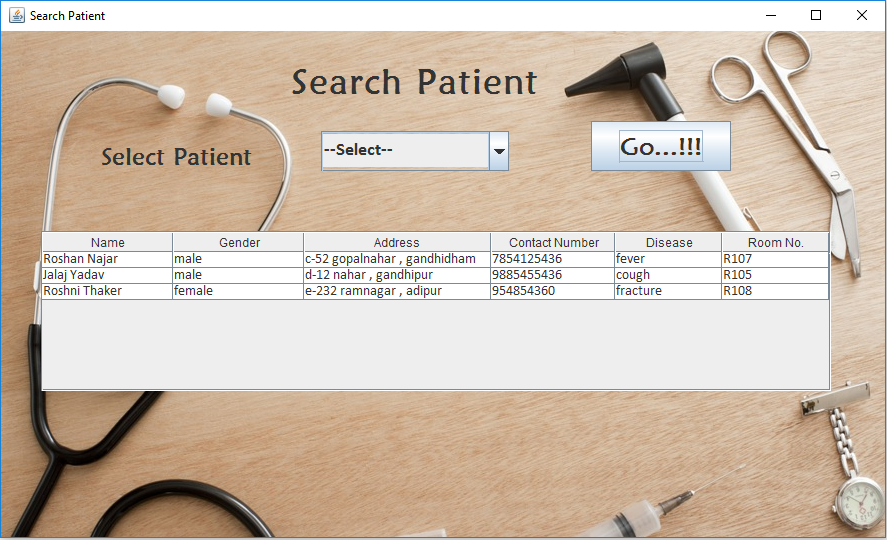 Search Patient
Search Patient
Select Patient --Select-- Go...!!!
Name Gender Address Contact Number Disease Room No.
Roshan Najar male c-52 gopalnahar , gandhidham 7854125436 fever R107
Jalaj Yadav male d-12 nahar , gandhipur 9885455436 cough R105
Roshni Thaker female e-232 ramnagar , adipur 954854360 fracture R108